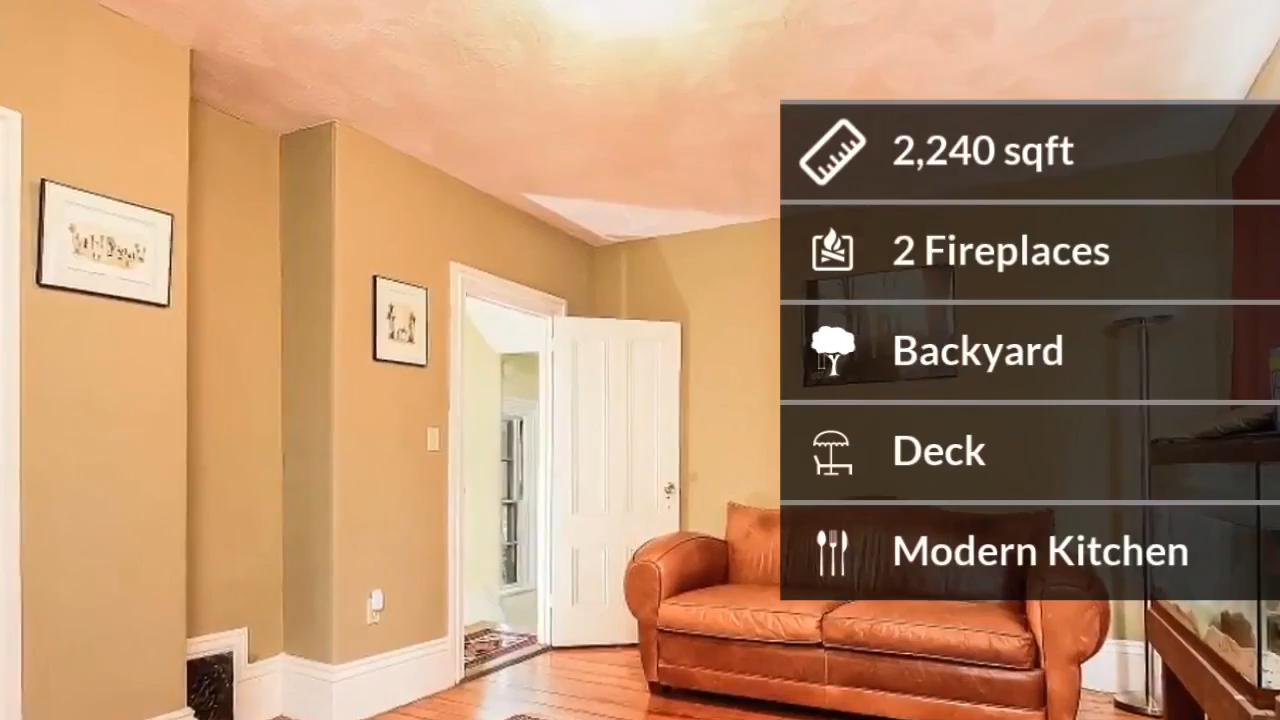 2,240 sqft
2 Fireplaces
Backyard
Deck
Modern Kitchen